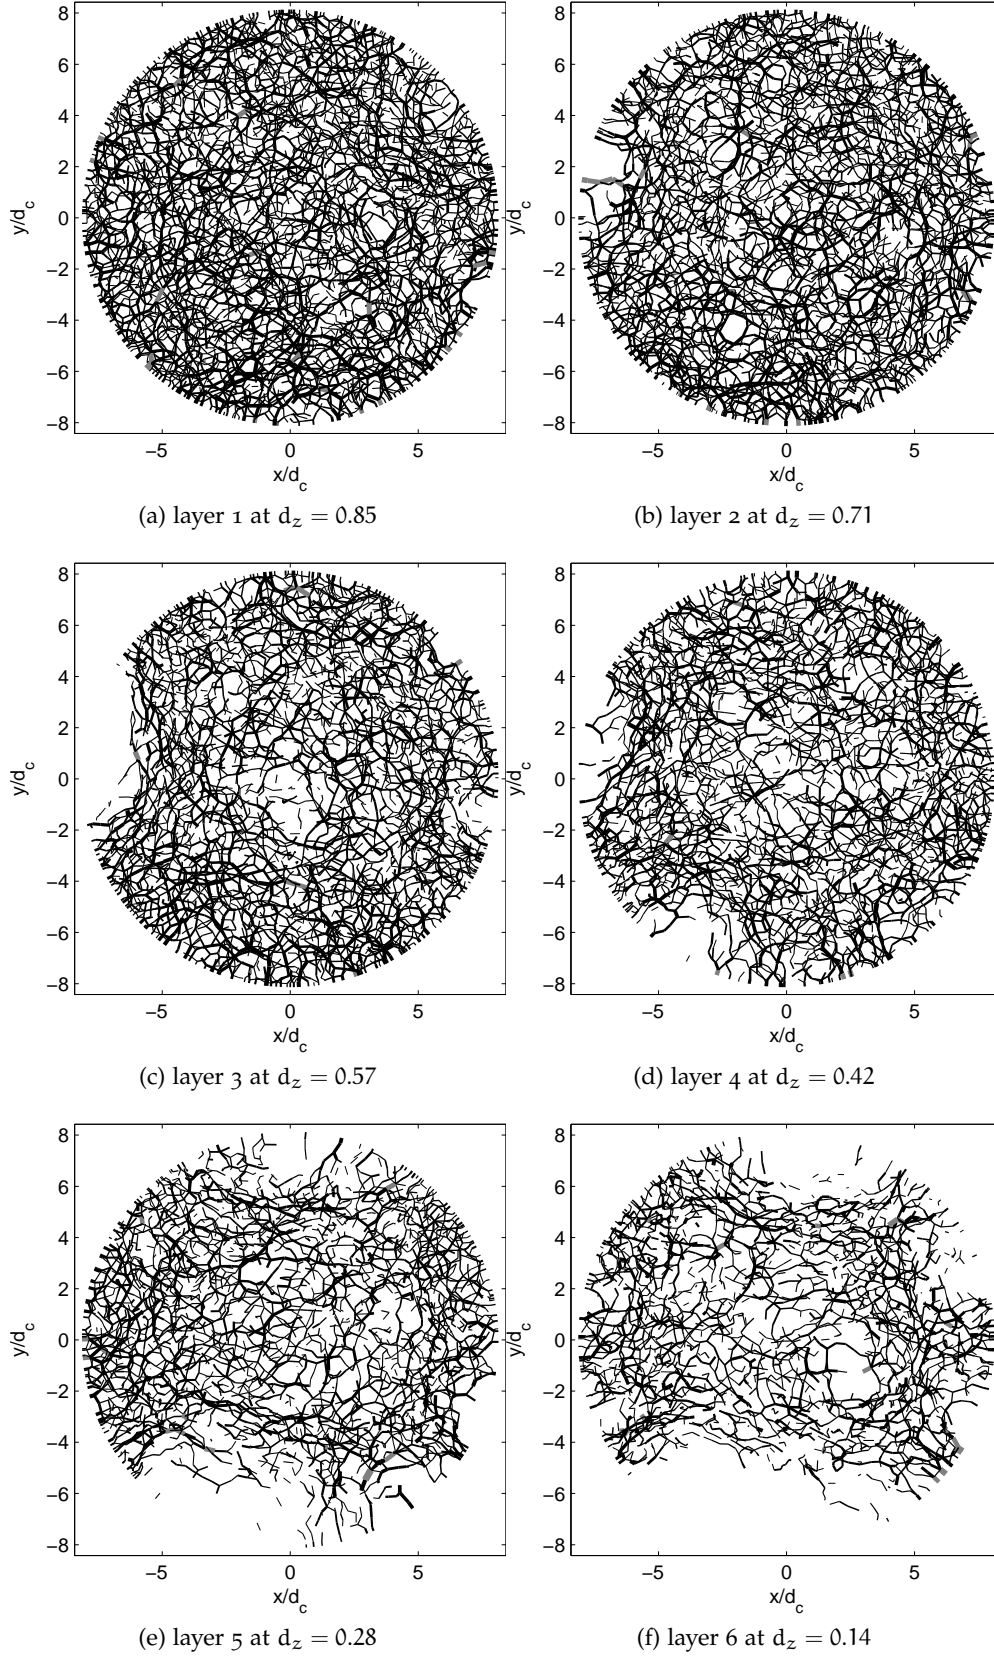 8
6
4
2
0
−2
−4
−6
−8
y/d_c
−5 0 5
x/d_c
8
6
4
2
0
−2
−4
−6
−8
y/d_c
−5 0 5
x/d_c
(a) layer 1 at d_z = 0.85
(b) layer 2 at d_z = 0.71
8
6
4
2
0
−2
−4
−6
−8
y/d_c
−5 0 5
x/d_c
8
6
4
2
0
−2
−4
−6
−8
y/d_c
−5 0 5
x/d_c
(c) layer 3 at d_z = 0.57
(d) layer 4 at d_z = 0.42
8
6
4
2
0
−2
−4
−6
−8
y/d_c
−5 0 5
x/d_c
8
6
4
2
0
−2
−4
−6
−8
y/d_c
−5 0 5
x/d_c
(e) layer 5 at d_z = 0.28
(f) layer 6 at d_z = 0.14